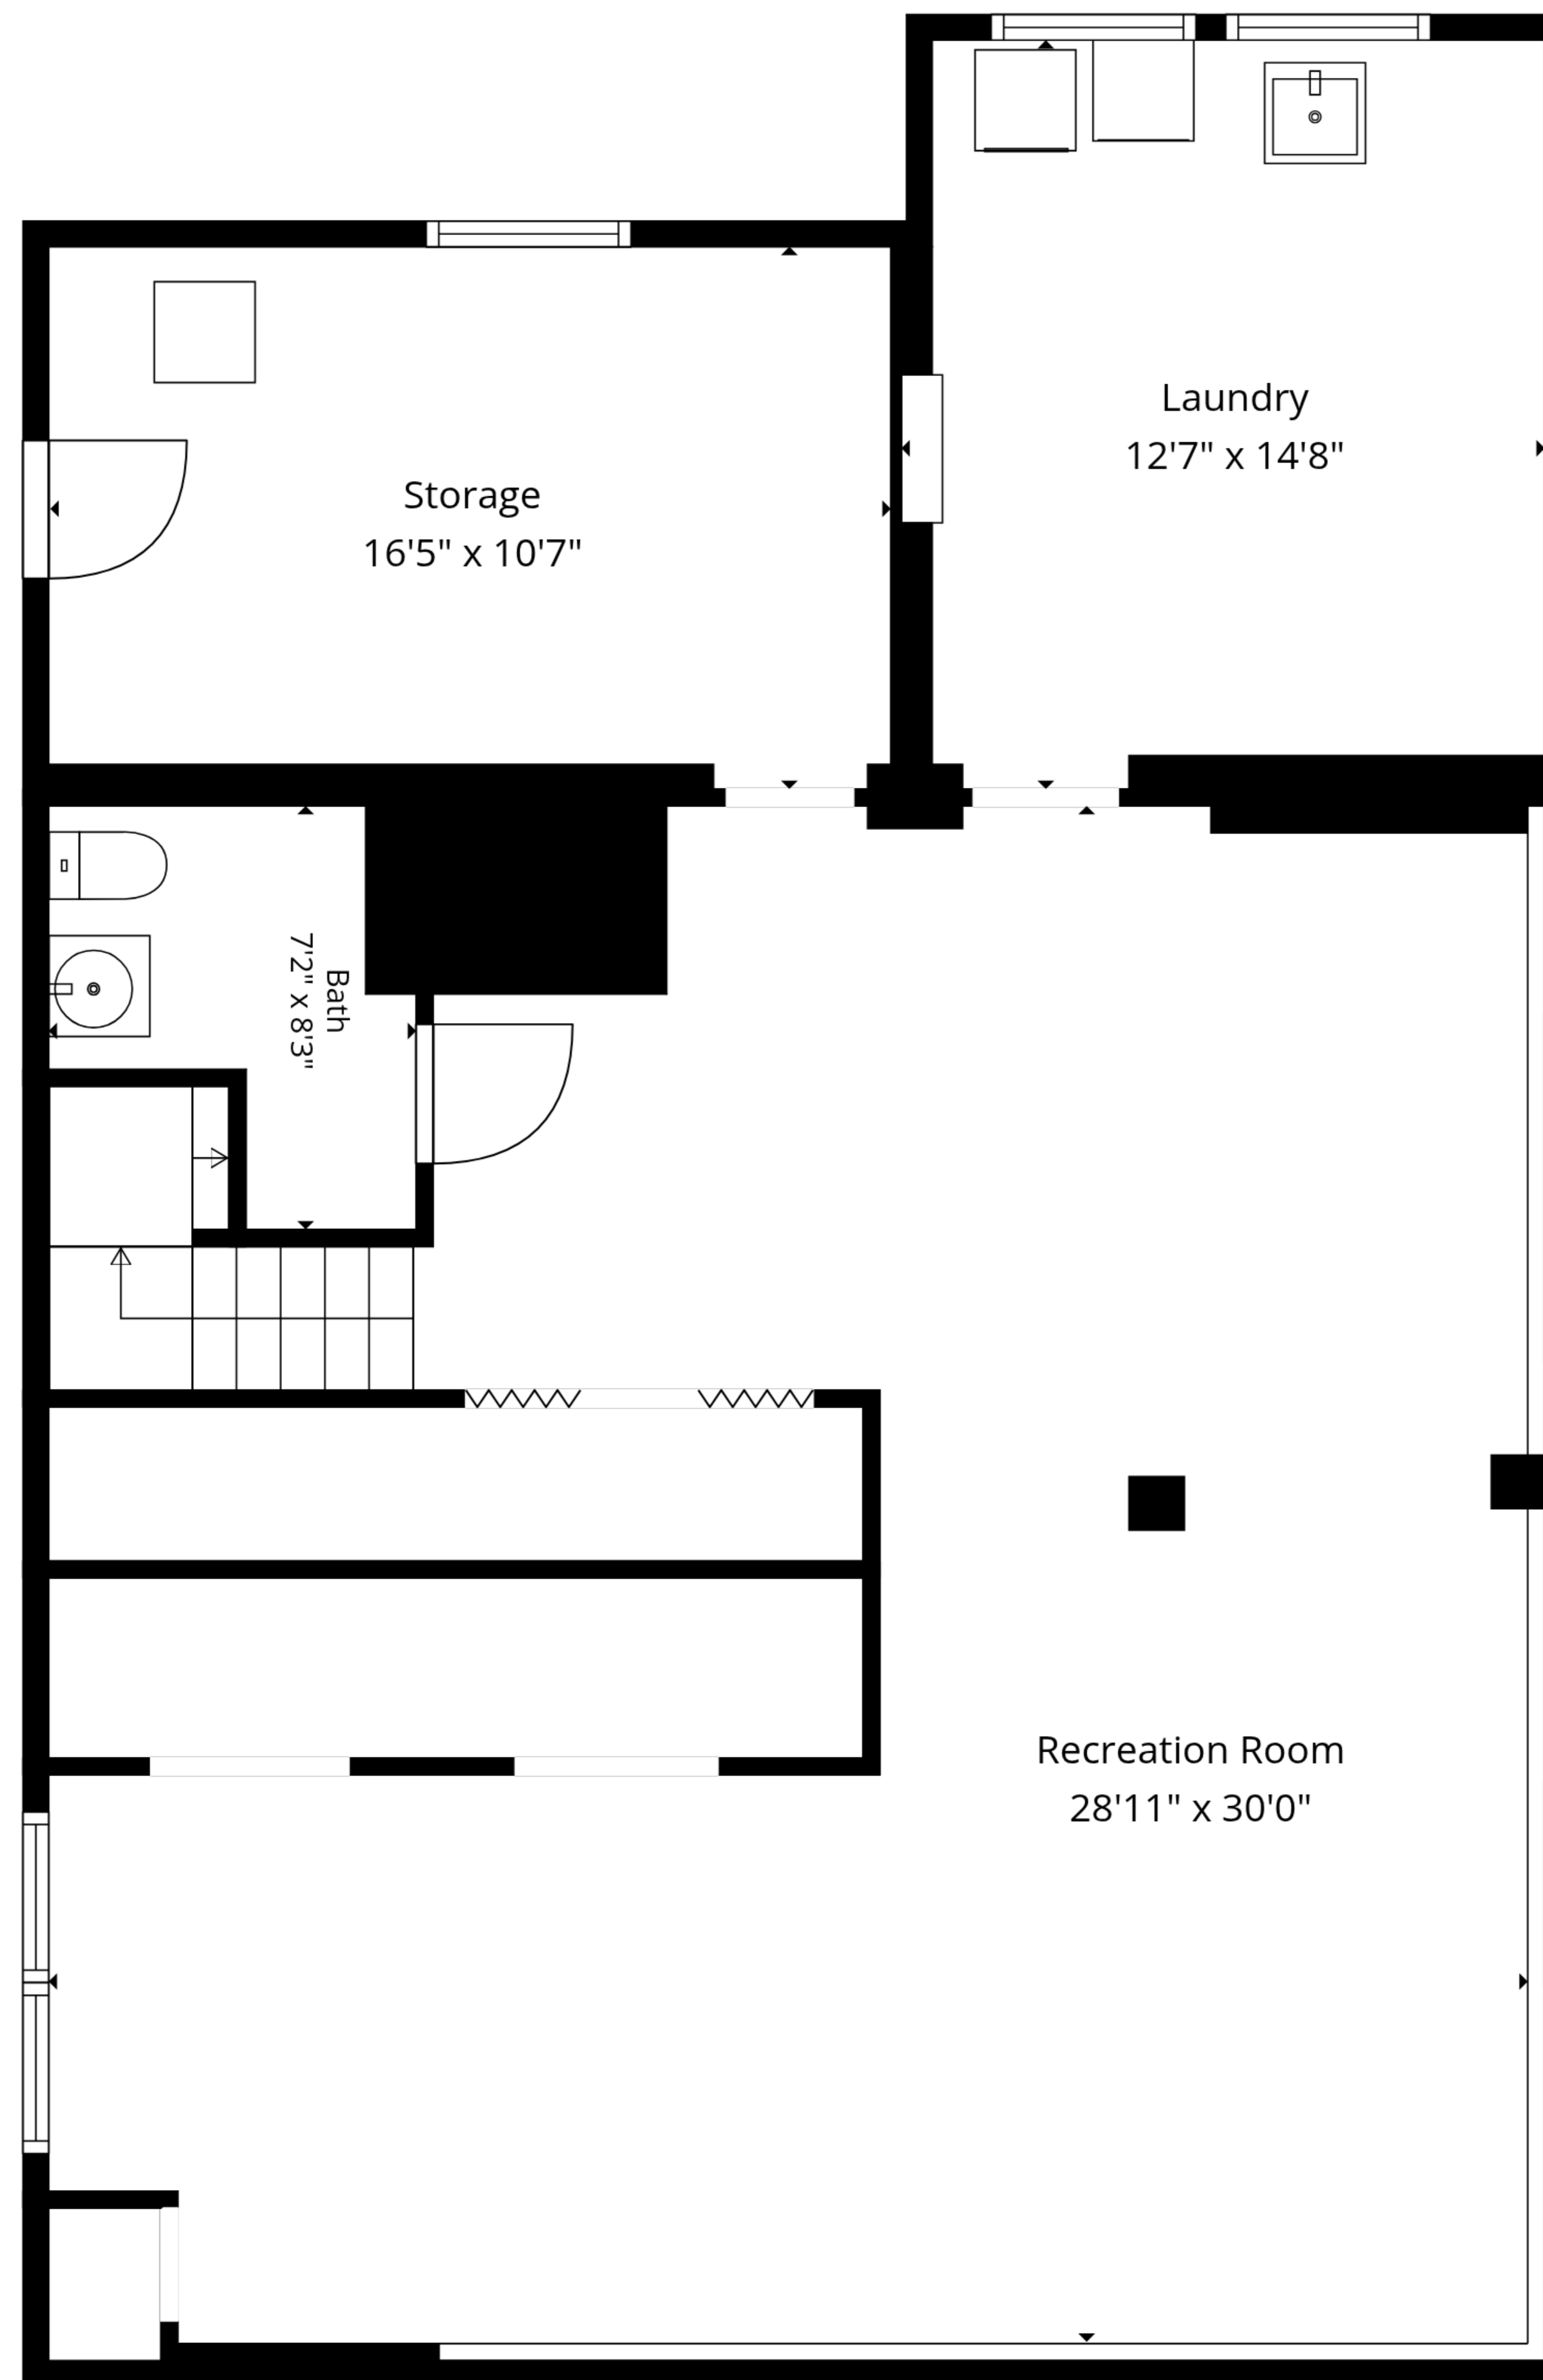 Laundry
12'7" x 14'8"
Storage
16'5" x 10'7"
Bath
7'2" x 8'3"
Recreation Room
28'11" x 30'0"